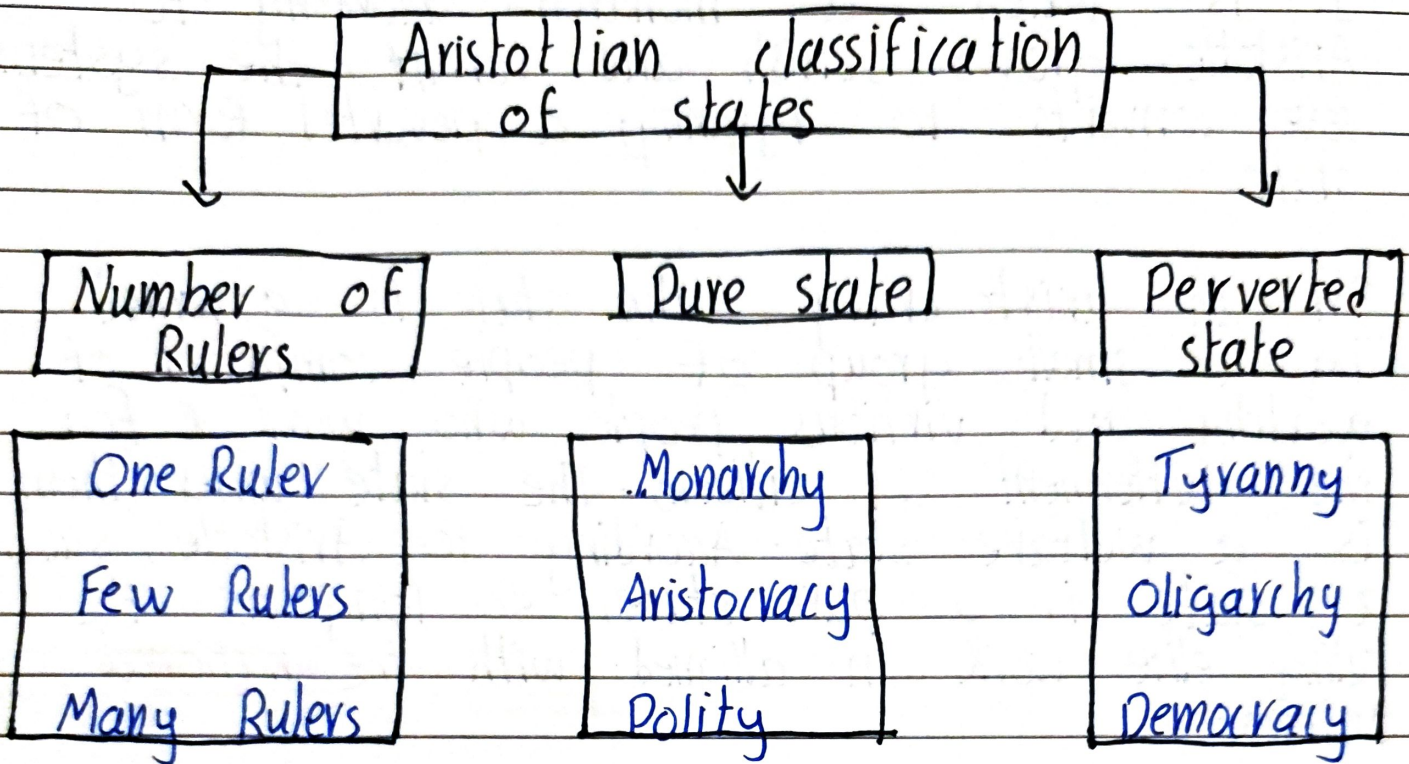 Aristotlian classification
of states
Number of
Rulers
Pure state
Perverted
state
One Ruler
Few Rulers
Many Rulers
Monarchy
Aristocracy
Polity
Tyranny
Oligarchy
Democracy